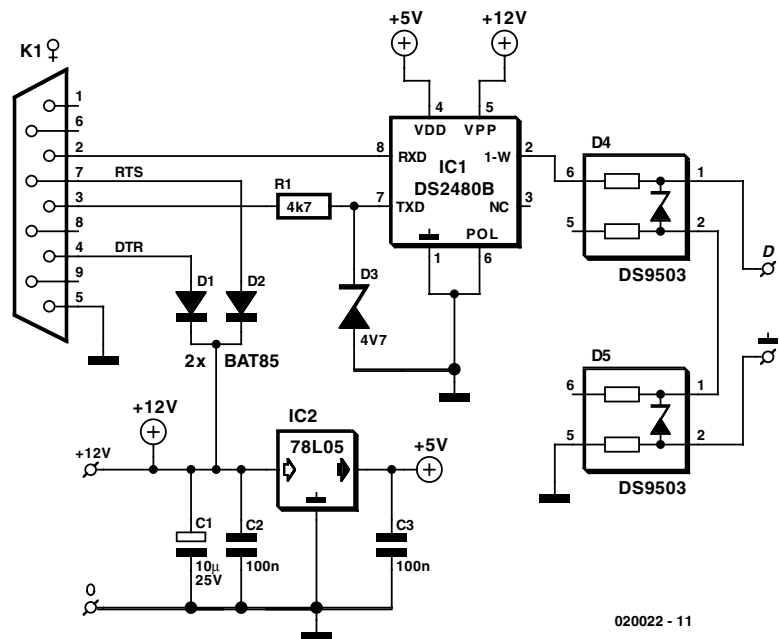 K1
1
6
2
7
3
8
4
9
5
RTS
DTR
R1
4k7
D1
D2
2x BAT85
D3
4V7
+5V
+12V
4
5
VDD
VPP
8
RXD
1-W
2
IC1
DS2480B
7
TXD
NC
3
POL
1
6
D4
6
1
5
2
DS9503
D
D5
6
1
5
2
DS9503
+12V
+12V
IC2
78L05
+5V
C1
10µ
25V
C2
100n
C3
100n
0
020022 - 11